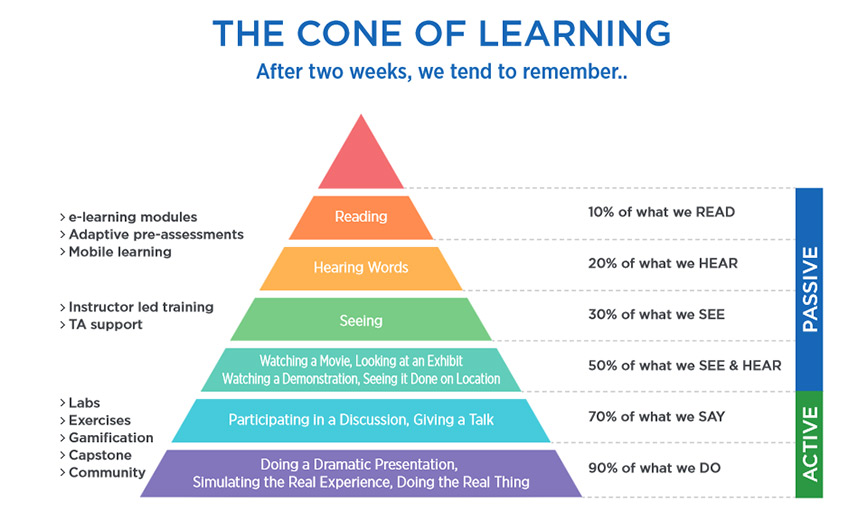 THE CONE OF LEARNING
After two weeks, we tend to remember..
> e-learning modules
> Adaptive pre-assessments
> Mobile learning
Reading
10% of what we READ
Hearing Words
20% of what we HEAR
> Instructor led training
> TA support
Seeing
30% of what we SEE
Watching a Movie, Looking at an Exhibit
Watching a Demonstration, Seeing it Done on Location
50% of what we SEE & HEAR
PASSIVE
> Labs
> Exercises
> Gamification
> Capstone
> Community
Participating in a Discussion, Giving a Talk
70% of what we SAY
Doing a Dramatic Presentation,
Simulating the Real Experience, Doing the Real Thing
90% of what we DO
ACTIVE